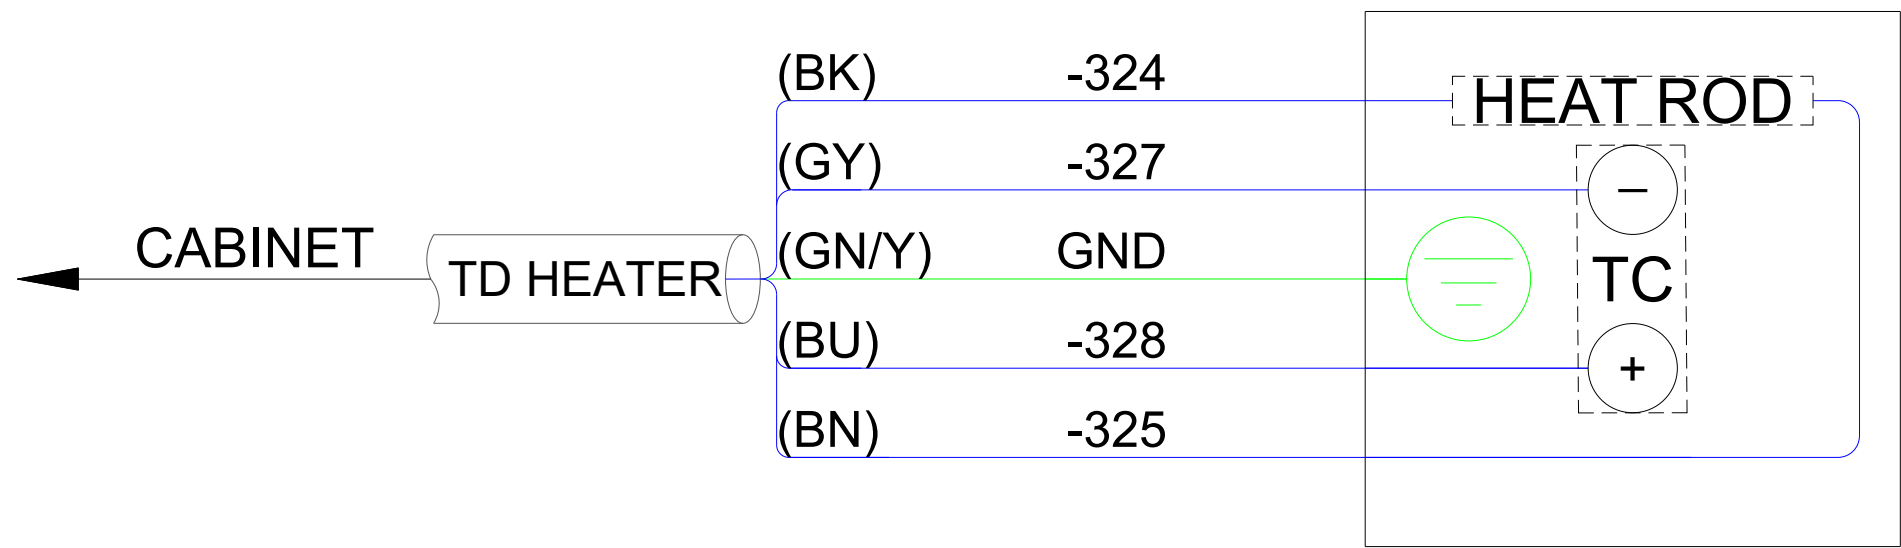 (BK) -324
HEAT ROD
(GY) -327
−
CABINET
TD HEATER
(GN/Y) GND
TC
(BU) -328
+
(BN) -325